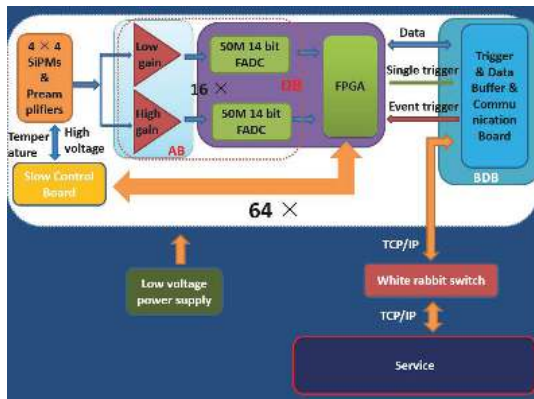 4 × 4
SiPMs
&
Pream
plifiers
Low
gain
High
gain
16 ×
AB
50M 14 bit
FADC
50M 14 bit
FADC
DB
FPGA
Data
Single trigger
Event trigger
Trigger
& Data
Buffer &
Commu
nication
Board
BDB
Temper
ature
High
voltage
Slow Control
Board
64 ×
Low voltage
power supply
TCP/IP
White rabbit switch
TCP/IP
Service